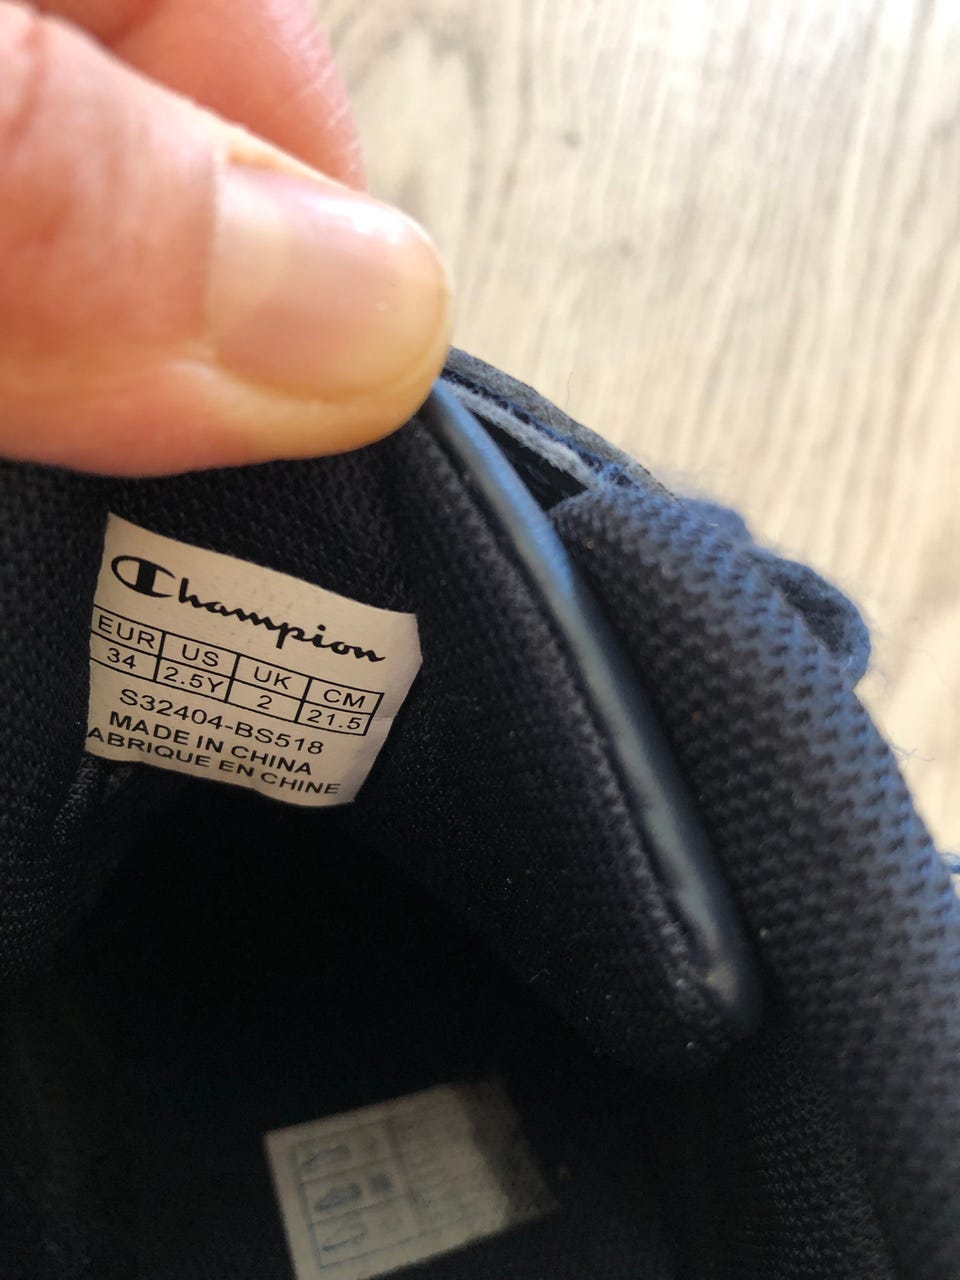 Champion
EUR US UK CM
34 2.5Y 2 21.5
S32404-BS518
MADE IN CHINA
ABRIQUE EN CHINE